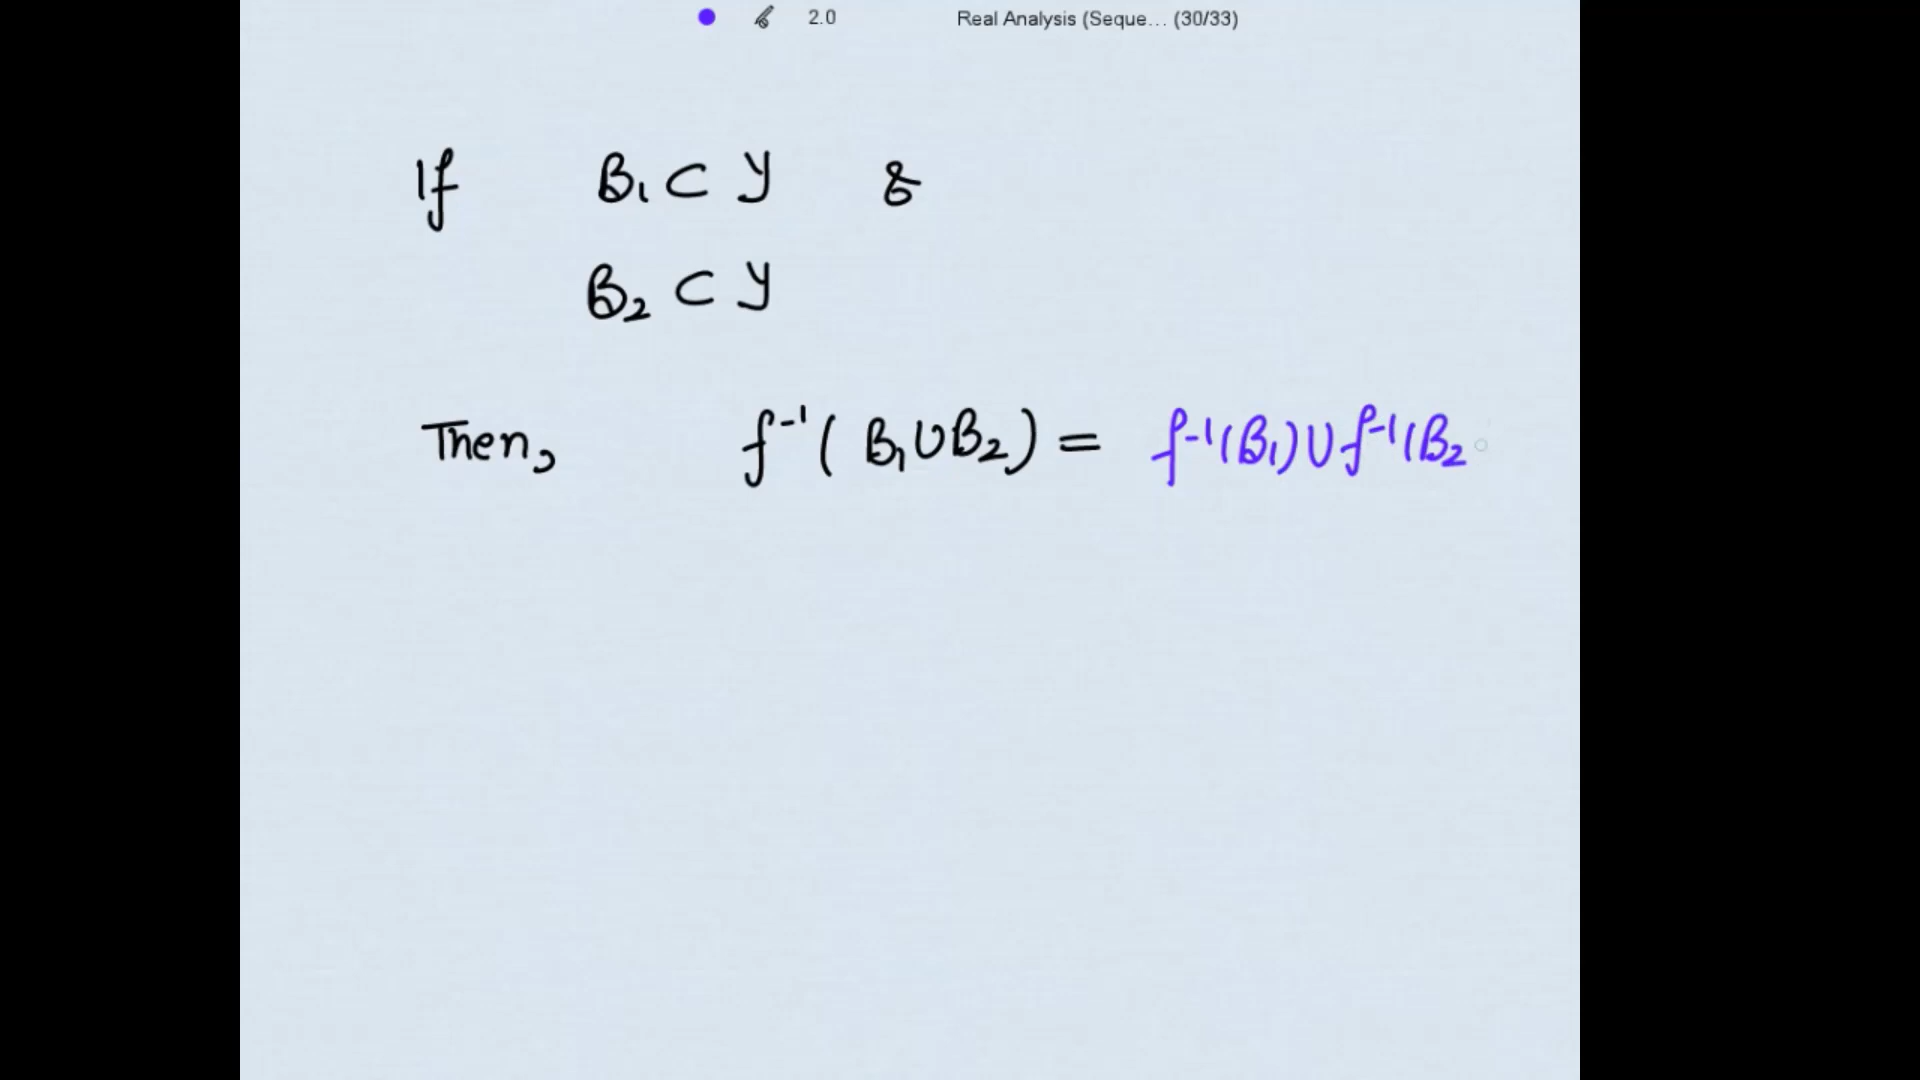 2.0 Real Analysis (Seque... (30/33)
If B₁ ⊂ Y &
B₂ ⊂ Y
Then, f⁻¹( B₁∪B₂) = f⁻¹(B₁)∪f⁻¹(B₂